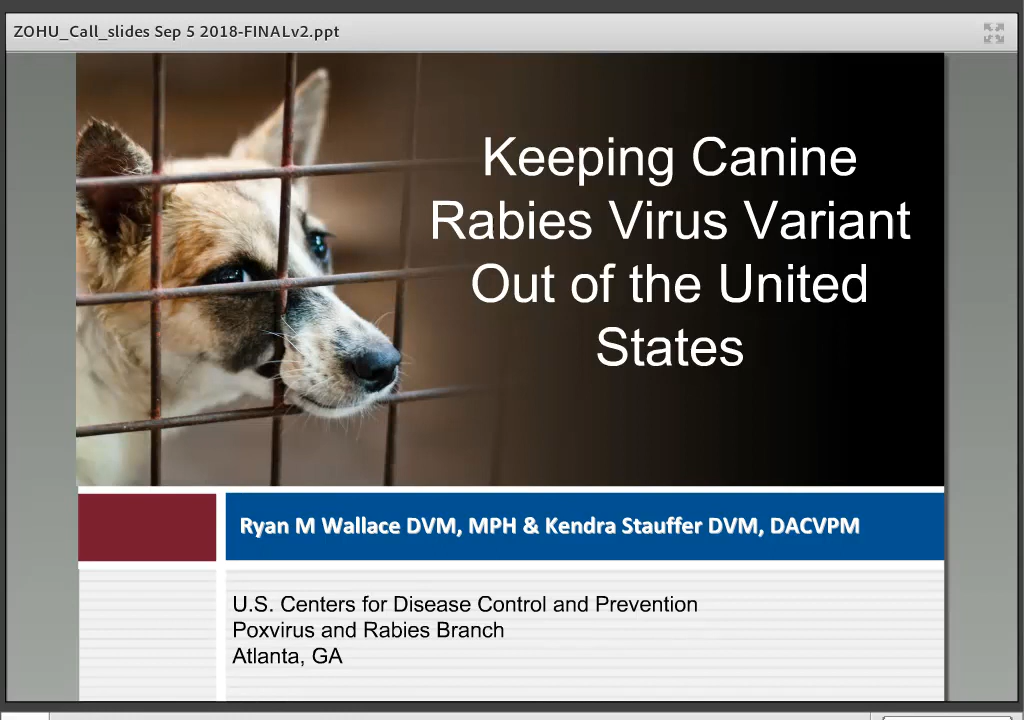 ZOHU_Call_slides Sep 5 2018-FINALv2.ppt
Keeping Canine
Rabies Virus Variant
Out of the United
States
Ryan M Wallace DVM, MPH & Kendra Stauffer DVM, DACVPM
U.S. Centers for Disease Control and Prevention
Poxvirus and Rabies Branch
Atlanta, GA